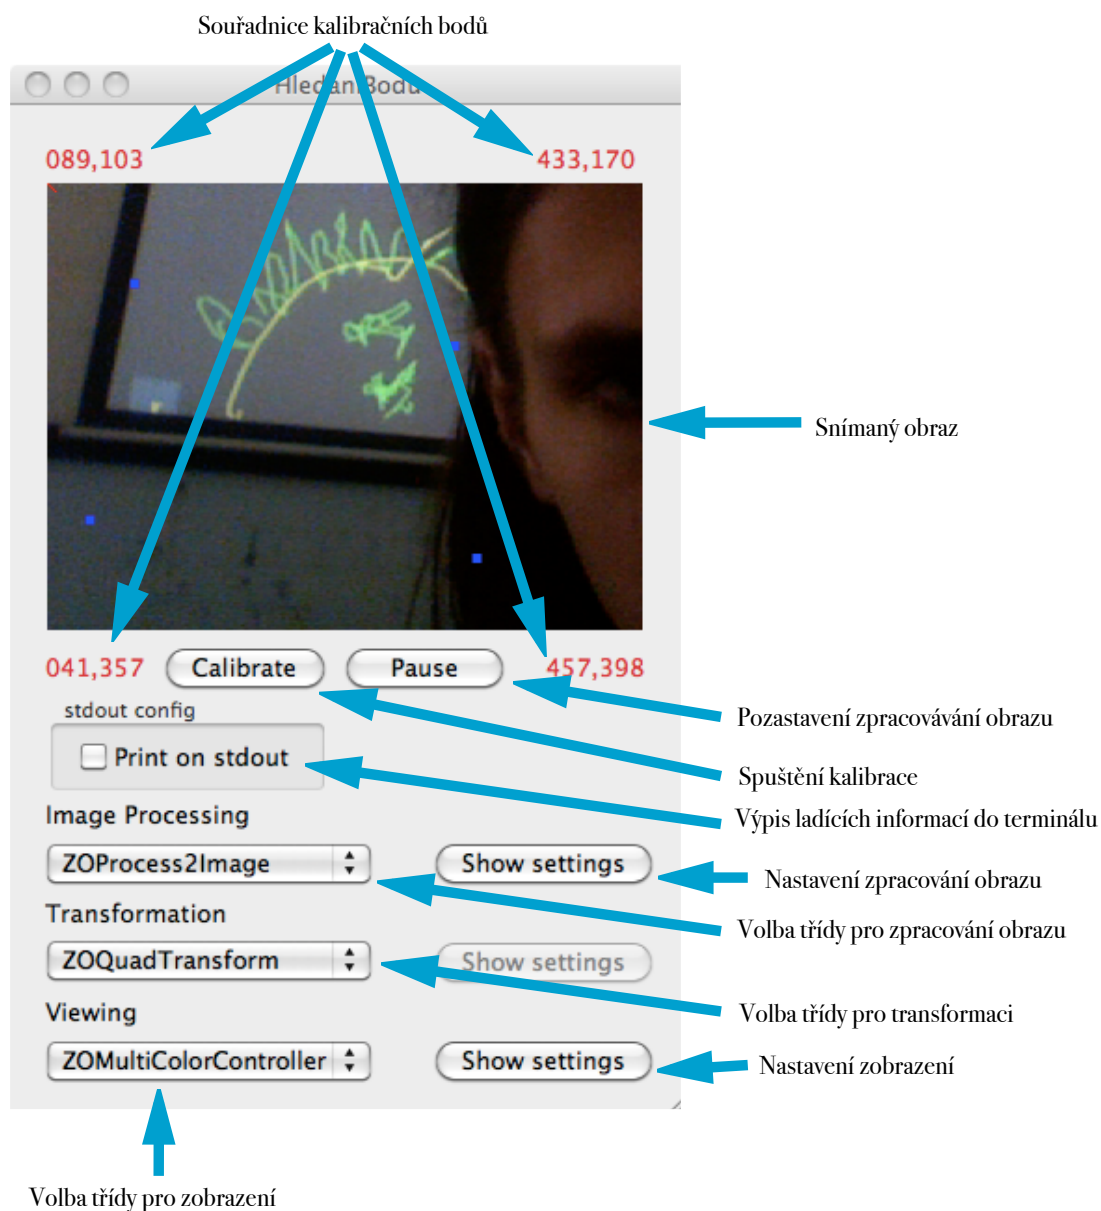 Souřadnice kalibračních bodů
HledaniBodu
089,103
433,170
Snímaný obraz
041,357
Calibrate
Pause
457,398
stdout config
Pozastavení zpracovávání obrazu
Print on stdout
Spuštění kalibrace
Výpis ladících informací do terminálu
Image Processing
ZOProcess2Image
Show settings
Nastavení zpracování obrazu
Transformation
Volba třídy pro zpracování obrazu
ZOQuadTransform
Show settings
Viewing
Volba třídy pro transformaci
ZOMultiColorController
Show settings
Nastavení zobrazení
Volba třídy pro zobrazení